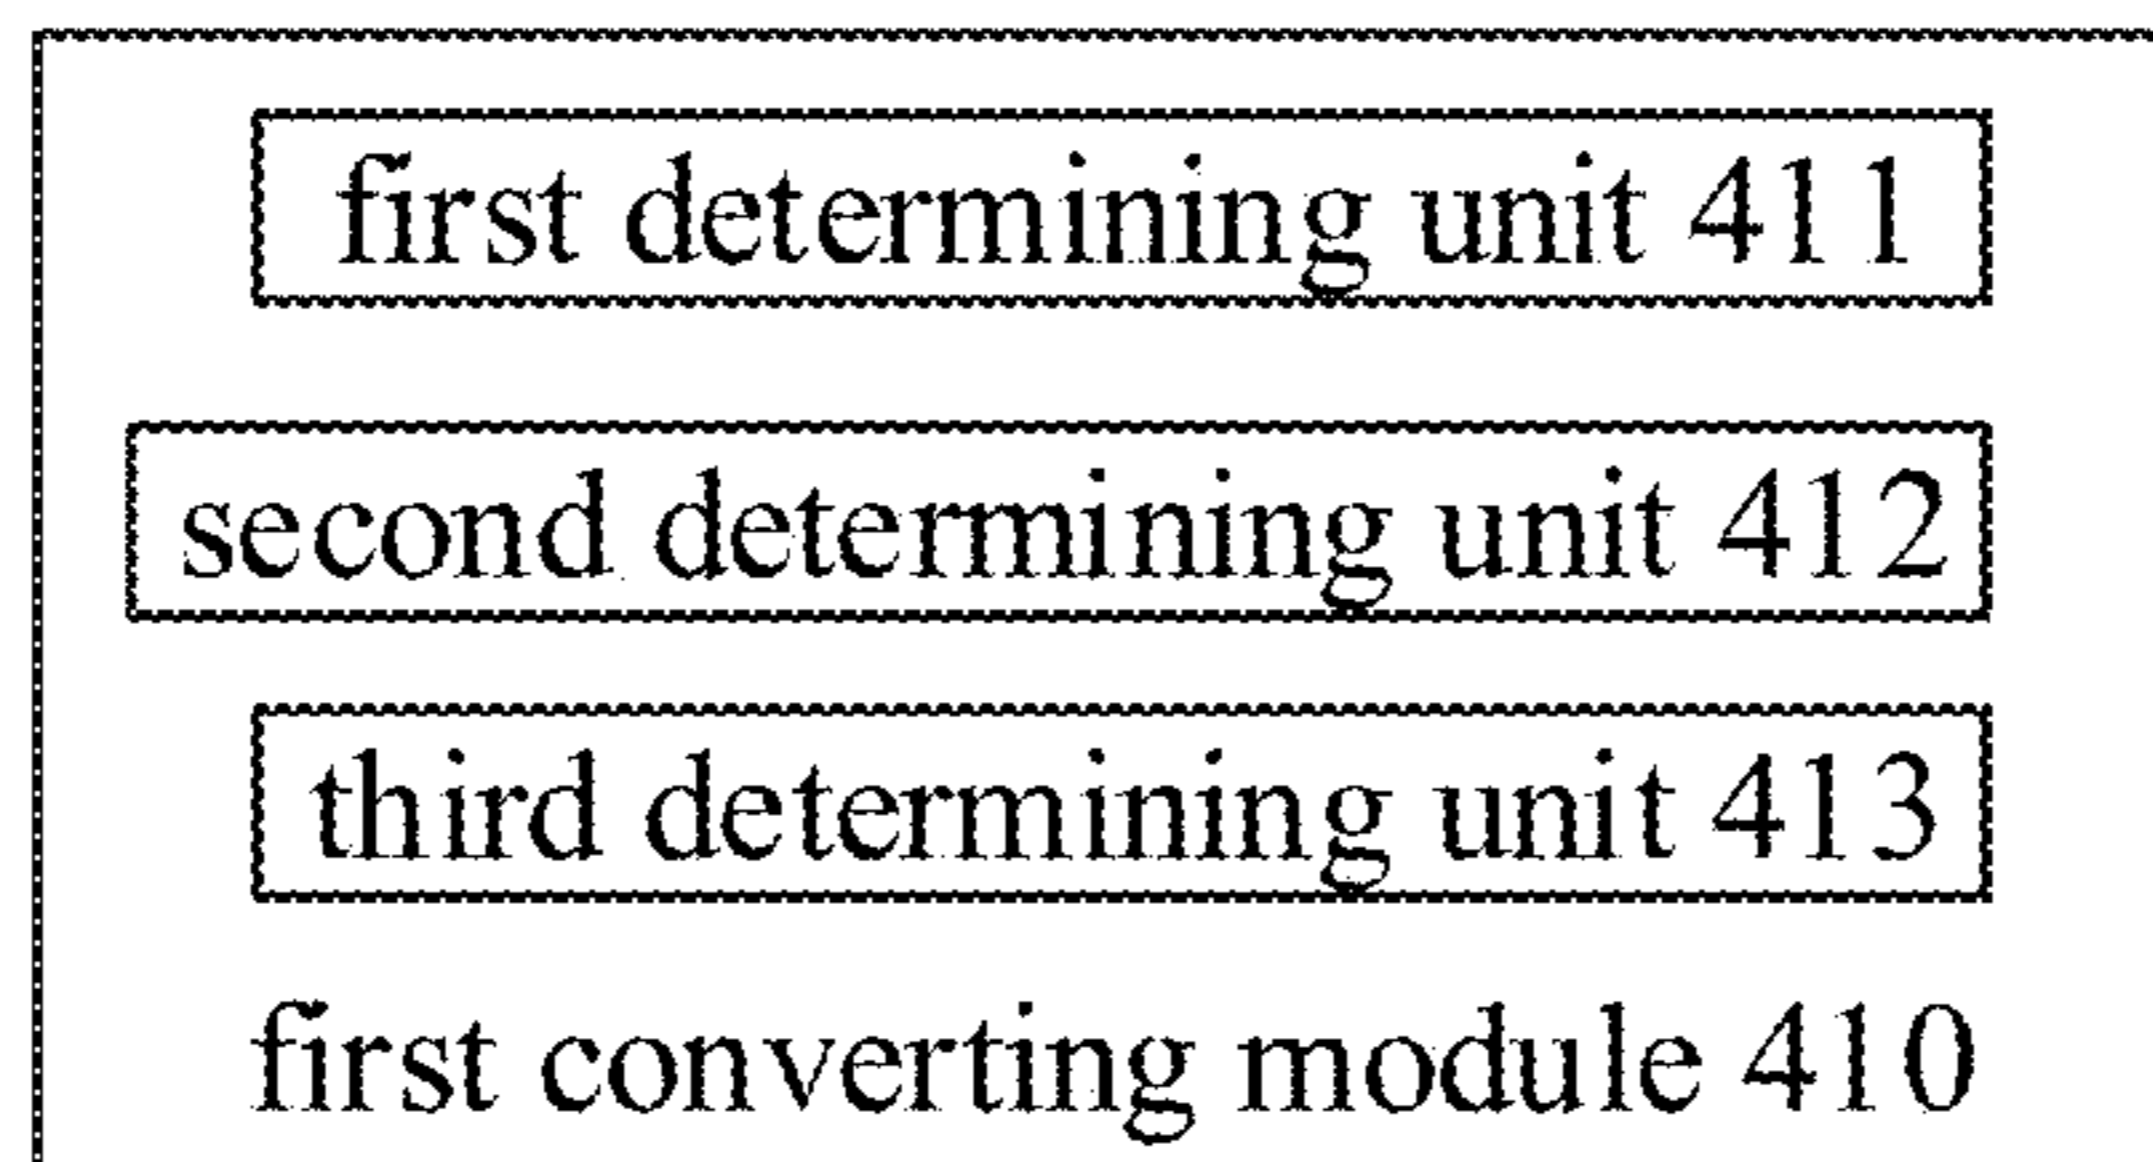 first determining unit 411
second determining unit 412
third determining unit 413
first converting module 410